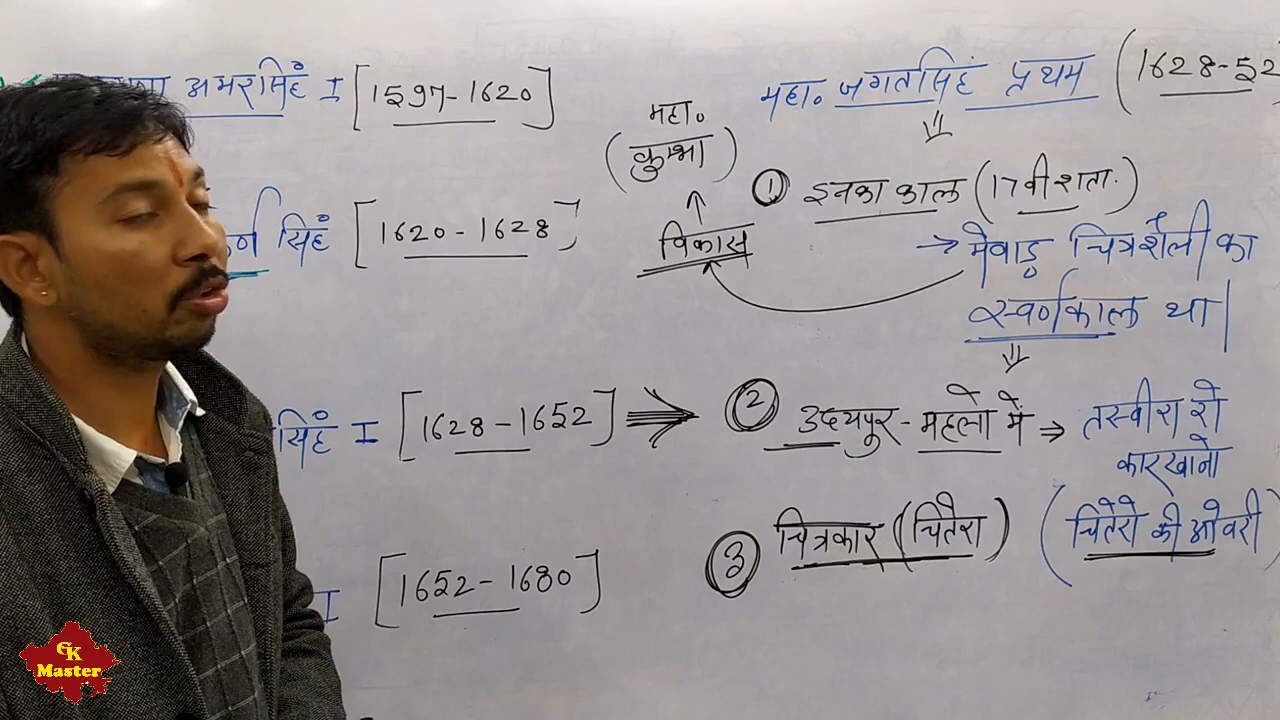 अमरसिंहं I [1597-1620]
र्ण सिंहं [1620-1628]
सिंहं I [1628-1652]
I [1652-1680]
महा० जगतसिंहं प्रथम (1628-52
महा०
(कुम्भा)
विकास
① इनका काल (17वी शता.)
→ मेवाड़ चित्रशैली का
स्वर्णकाल था|
② उदयपुर-महलो में ⇒ तस्वीरा रो
कारखानो
③ चित्रकार (चितैरा) (चितेरो की ओवरी)
GK
Master